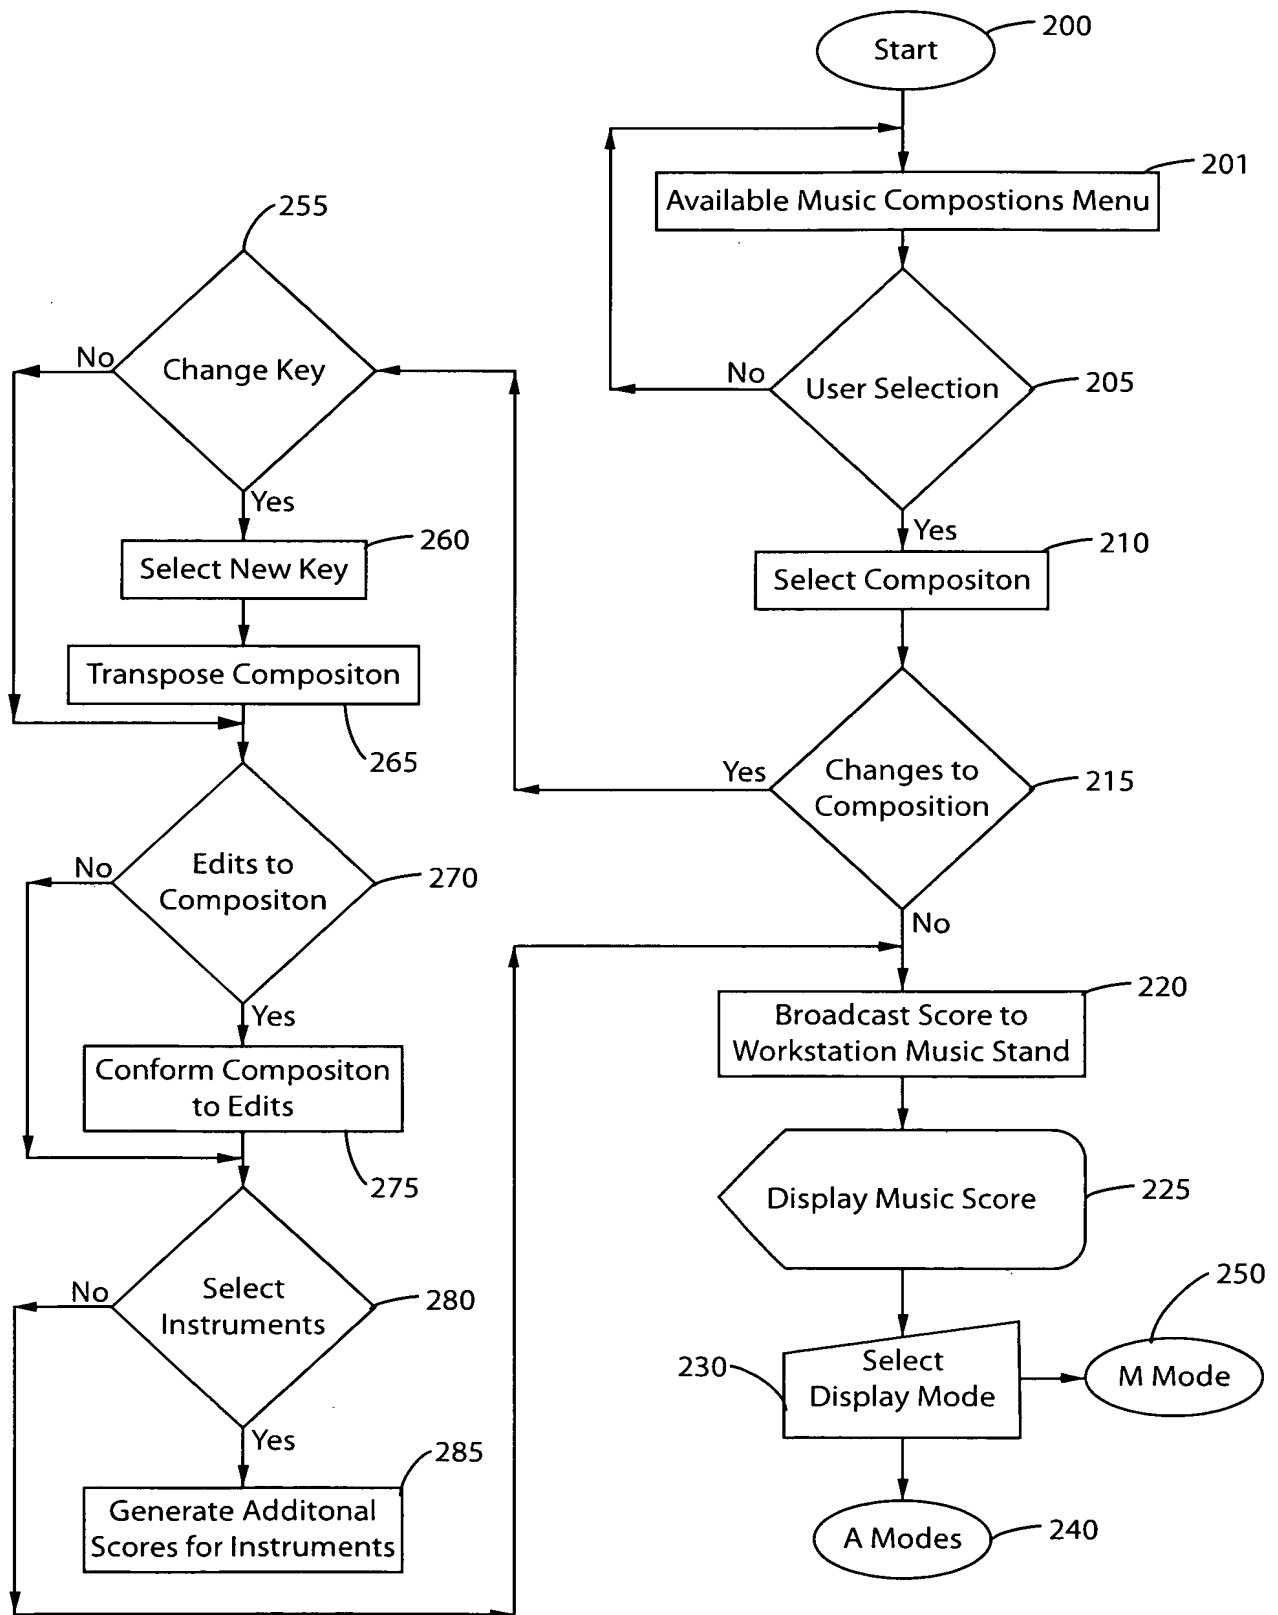 Start
200
Available Music Compostions Menu
201
User Selection
205
No
Yes
Select Compositon
210
Changes to
Composition
215
Yes
No
Change Key
255
No
Yes
Select New Key
260
Transpose Compositon
265
Edits to
Compositon
270
No
Yes
Conform Compositon
to Edits
275
Select
Instruments
280
No
Yes
Generate Additonal
Scores for Instruments
285
Broadcast Score to
Workstation Music Stand
220
Display Music Score
225
Select
Display Mode
230
M Mode
250
A Modes
240